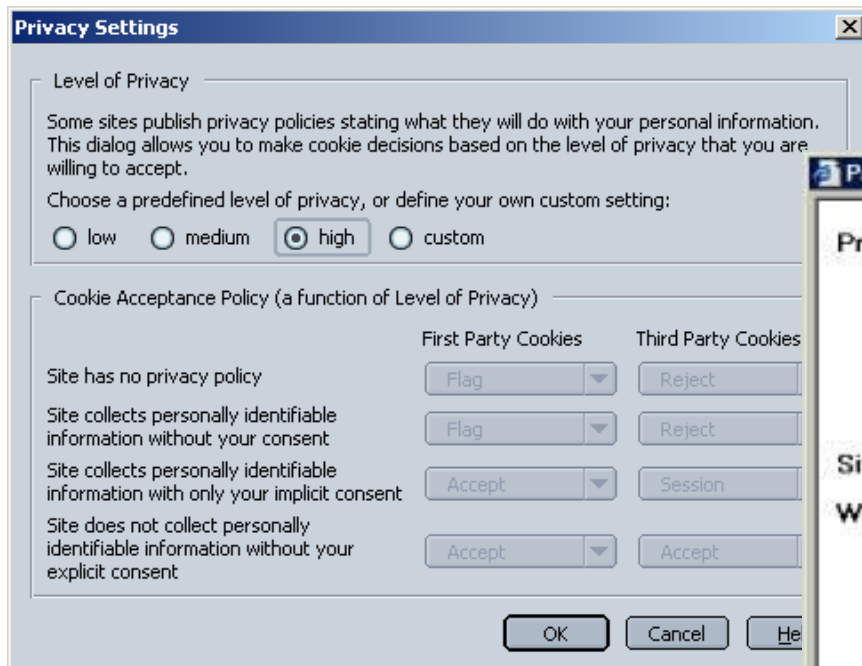 Privacy Settings
Level of Privacy
Some sites publish privacy policies stating what they will do with your personal information.
This dialog allows you to make cookie decisions based on the level of privacy that you are
willing to accept.
Choose a predefined level of privacy, or define your own custom setting:
low medium high custom
Cookie Acceptance Policy (a function of Level of Privacy)
First Party Cookies Third Party Cookies
Site has no privacy policy Flag Reject
Site collects personally identifiable
information without your consent Flag Reject
Site collects personally identifiable
information with only your implicit consent Accept Session
Site does not collect personally
identifiable information without your
explicit consent Accept Accept
OK Cancel He
P
Pr
Si
W